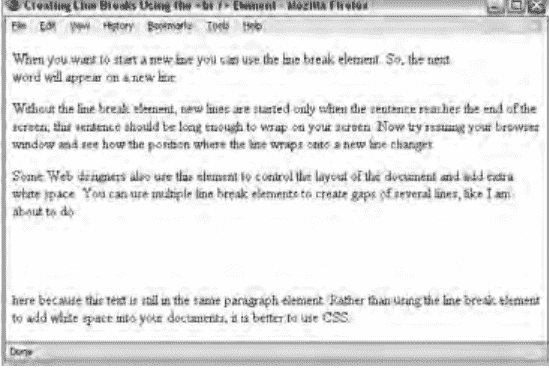 Creating Line Breaks Using the <br /> Element - Mozilla Firefox
File Edit View History Bookmarks Tools Help
When you want to start a new line you can use the line break element. So, the next
word will appear on a new line.
Without the line break element, new lines are started only when the sentence reaches the end of the
screen; this sentence should be long enough to wrap on your screen. Now try resizing your browser
window and see how the position where the line wraps onto a new line changes.
Some Web designers also use this element to control the layout of the document and add extra
white space. You can use multiple line break elements to create gaps of several lines, like I am
about to do
here because this text is still in the same paragraph element. Rather than using the line break element
to add white space into your documents, it is better to use CSS.
Done